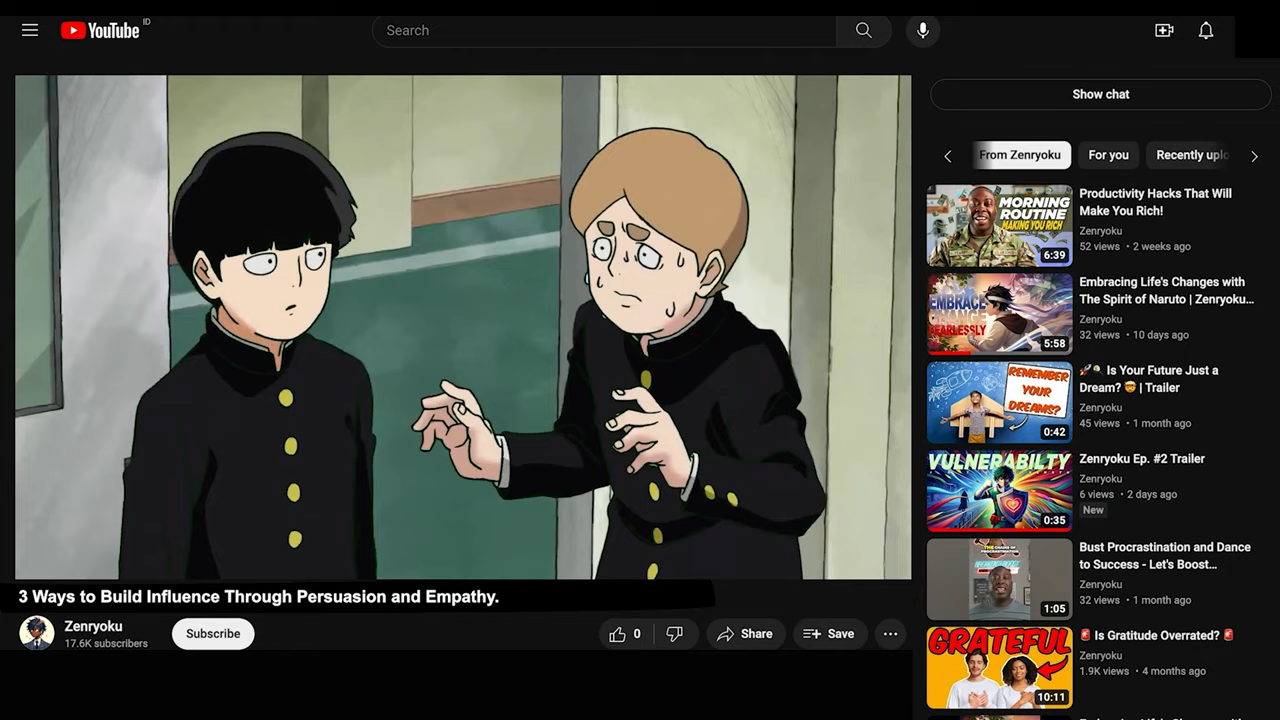 YouTube ID
Search
Show chat
From Zenryoku
For you
Recently uplo
MORNING
ROUTINE
MAKING YOU RICH
6:39
Productivity Hacks That Will
Make You Rich!
Zenryoku
52 views • 2 weeks ago
EMBRACE
CHANGE
FEARLESSLY
5:58
Embracing Life's Changes with
The Spirit of Naruto | Zenryoku...
Zenryoku
32 views • 10 days ago
REMEMBER
YOUR
DREAMS?
0:42
🚀 Is Your Future Just a
Dream? 🤯 | Trailer
Zenryoku
45 views • 1 month ago
VULNERABILTY
0:35
Zenryoku Ep. #2 Trailer
Zenryoku
6 views • 2 days ago
New
1:05
Bust Procrastination and Dance
to Success - Let's Boost...
Zenryoku
32 views • 1 month ago
GRATEFUL
10:11
🚨 Is Gratitude Overrated? 🚨
Zenryoku
1.9K views • 4 months ago
3 Ways to Build Influence Through Persuasion and Empathy.
Zenryoku
17.6K subscribers
Subscribe
0
Share
Save